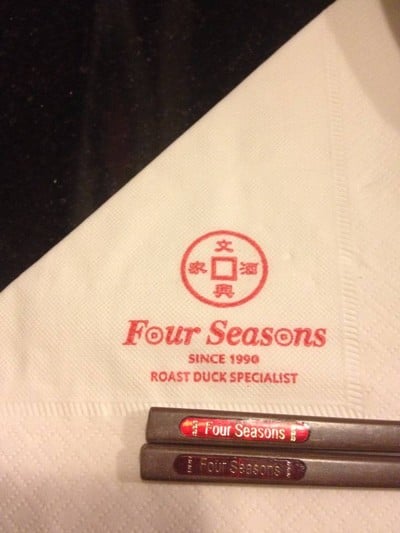 文
家 酒
興
Four Seasons
SINCE 1990
ROAST DUCK SPECIALIST
Four Seasons
Four Seasons